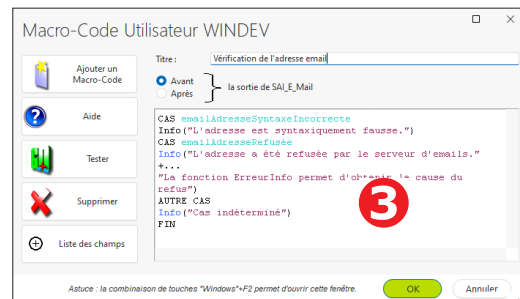 Macro-Code Utilisateur WINDEV
Titre :
Vérification de l'adresse email
Ajouter un
Macro-Code
Avant
Après
la sortie de SAI_E_Mail
Aide
Tester
Supprimer
Liste des champs
CAS emailAdresseSyntaxeIncorrecte
Info("L'adresse est syntaxiquement fausse.")
CAS emailAdresseRefusée
Info("L'adresse a été refusée par le serveur d'emails."
+...
"La fonction ErreurInfo permet d'obtenir la cause du
refus")
AUTRE CAS
Info("Cas indéterminé")
FIN
3
Astuce : la combinaison de touches "Windows"+F2 permet d'ouvrir cette fenêtre.
OK
Annuler